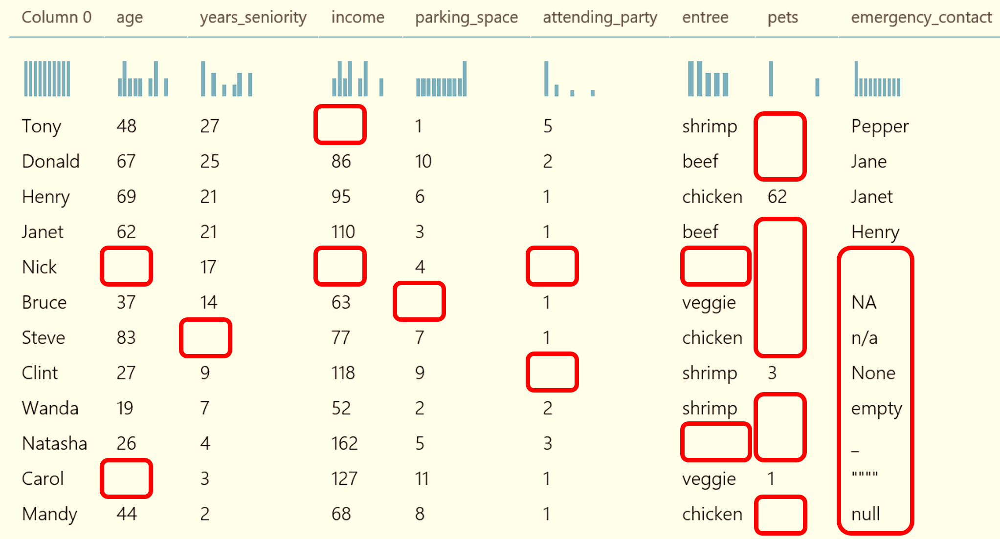 Column 0 age years_seniority income parking_space attending_party entree pets emergency_contact
Tony 48 27 1 5 shrimp Pepper
Donald 67 25 86 10 2 beef Jane
Henry 69 21 95 6 1 chicken 62 Janet
Janet 62 21 110 3 1 beef Henry
Nick 17 4
Bruce 37 14 63 1 veggie NA
Steve 83 77 7 1 chicken n/a
Clint 27 9 118 9 shrimp 3 None
Wanda 19 7 52 2 2 shrimp empty
Natasha 26 4 162 5 3 _
Carol 3 127 11 1 veggie 1 """"
Mandy 44 2 68 8 1 chicken null